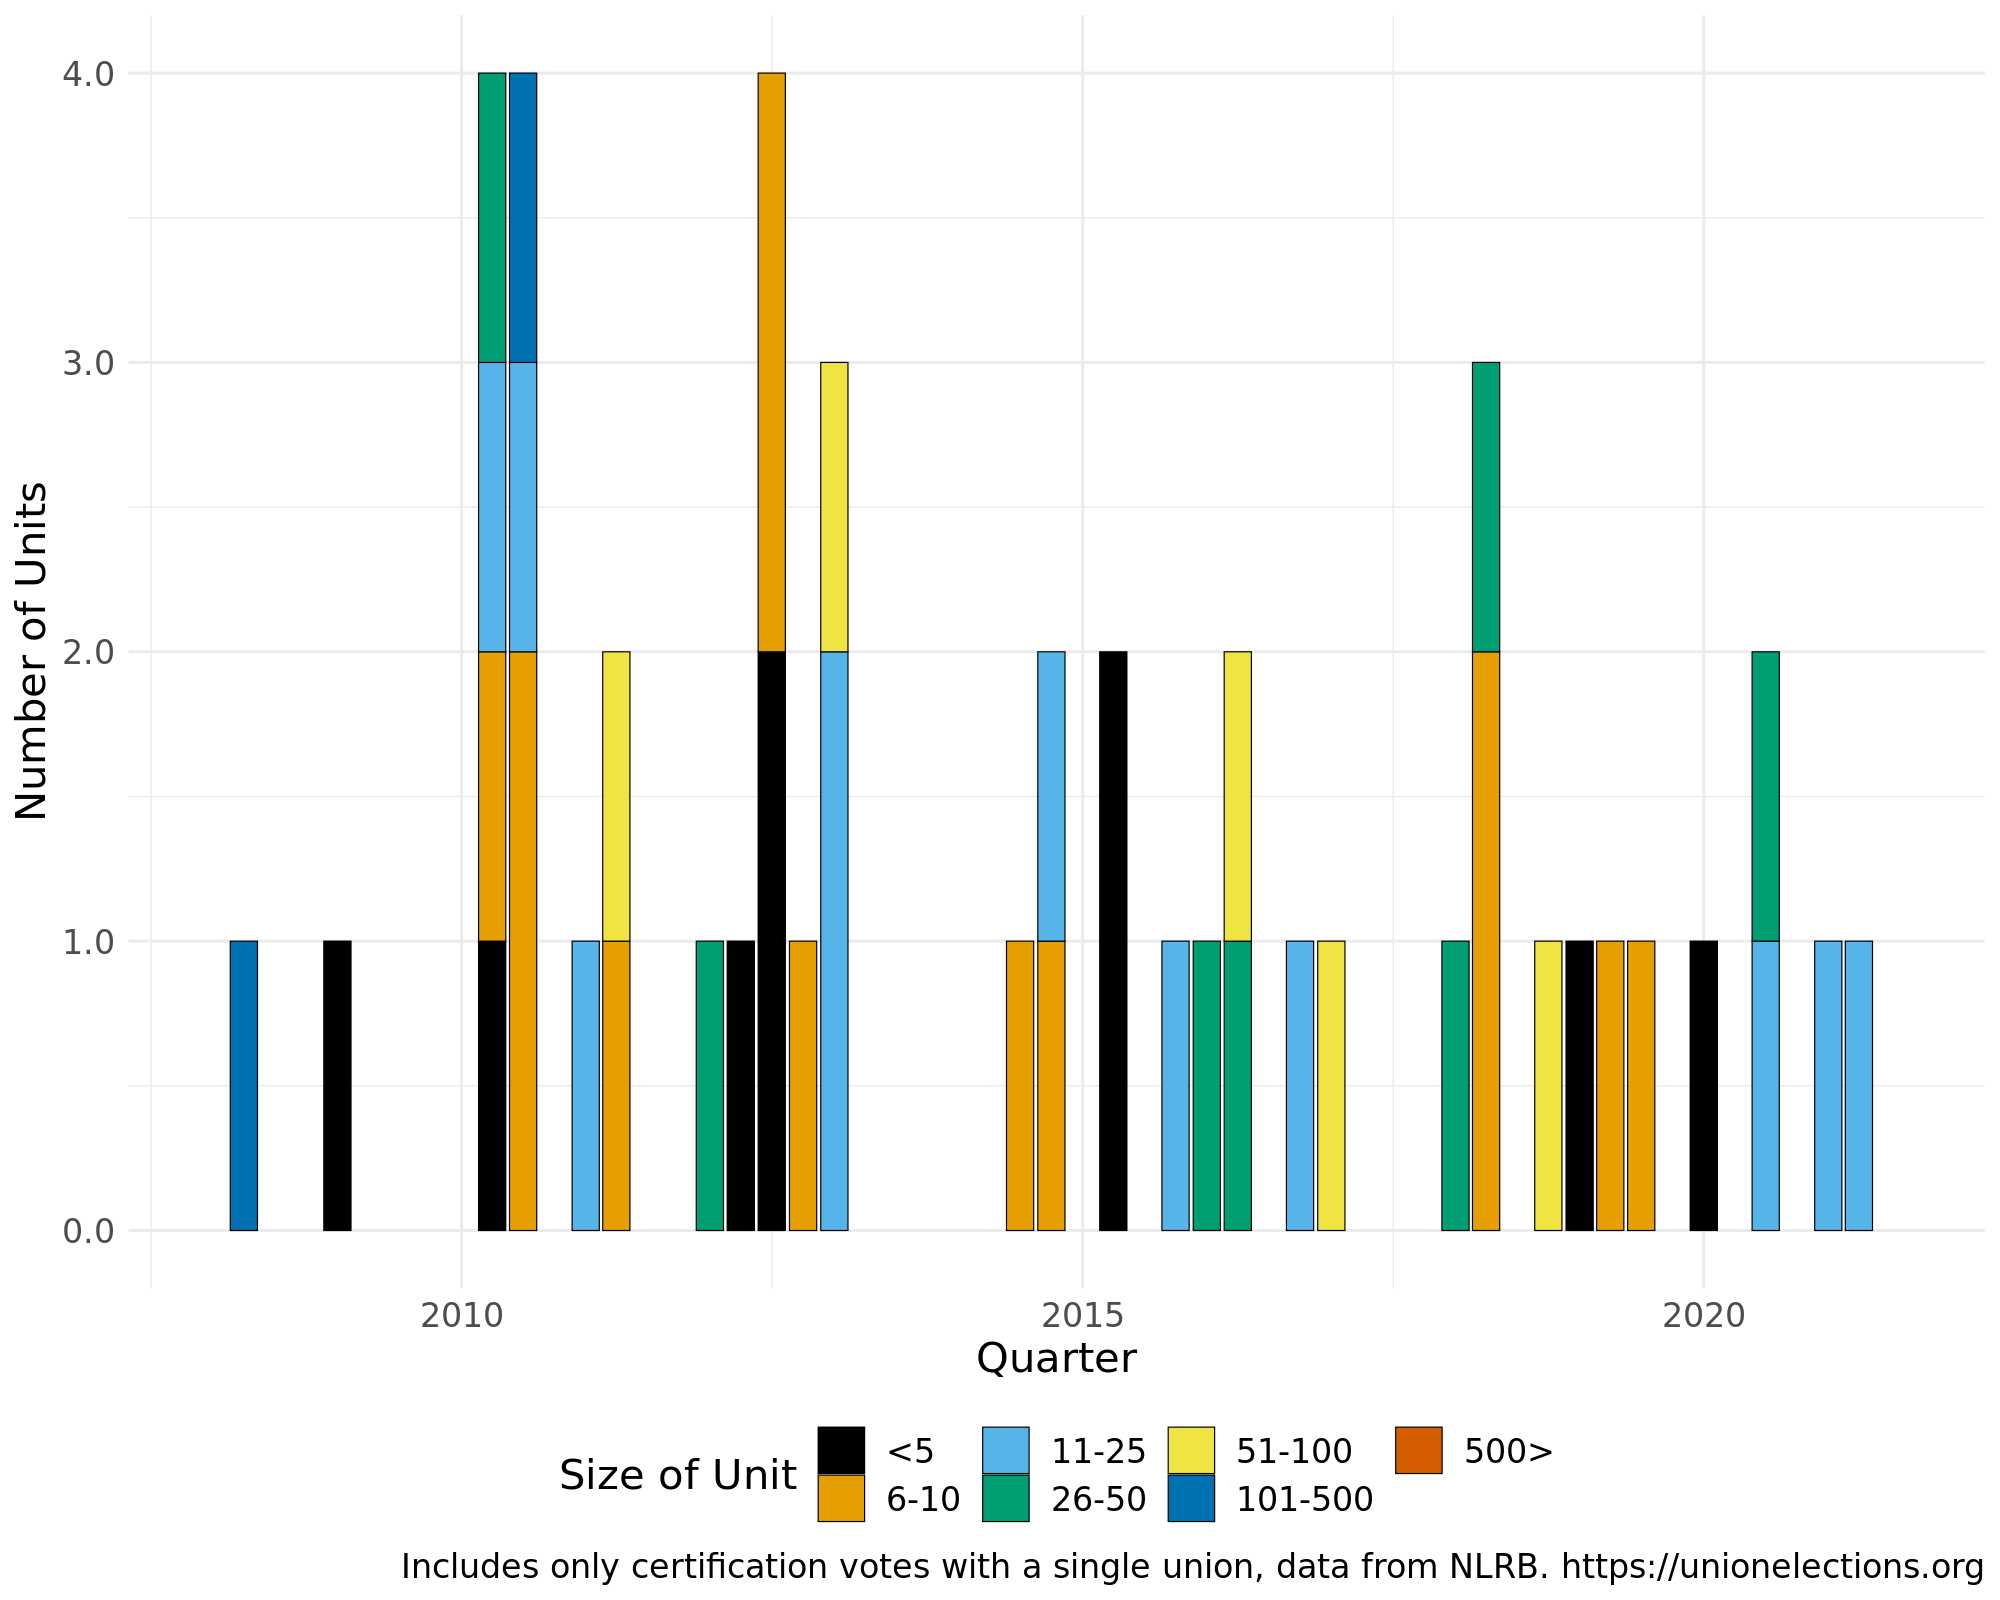 4.0
3.0
2.0
1.0
0.0
Number of Units
2010 2015 2020
Quarter
Size of Unit
<5 11-25 51-100 500>
6-10 26-50 101-500
Includes only certification votes with a single union, data from NLRB. https://unionelections.org